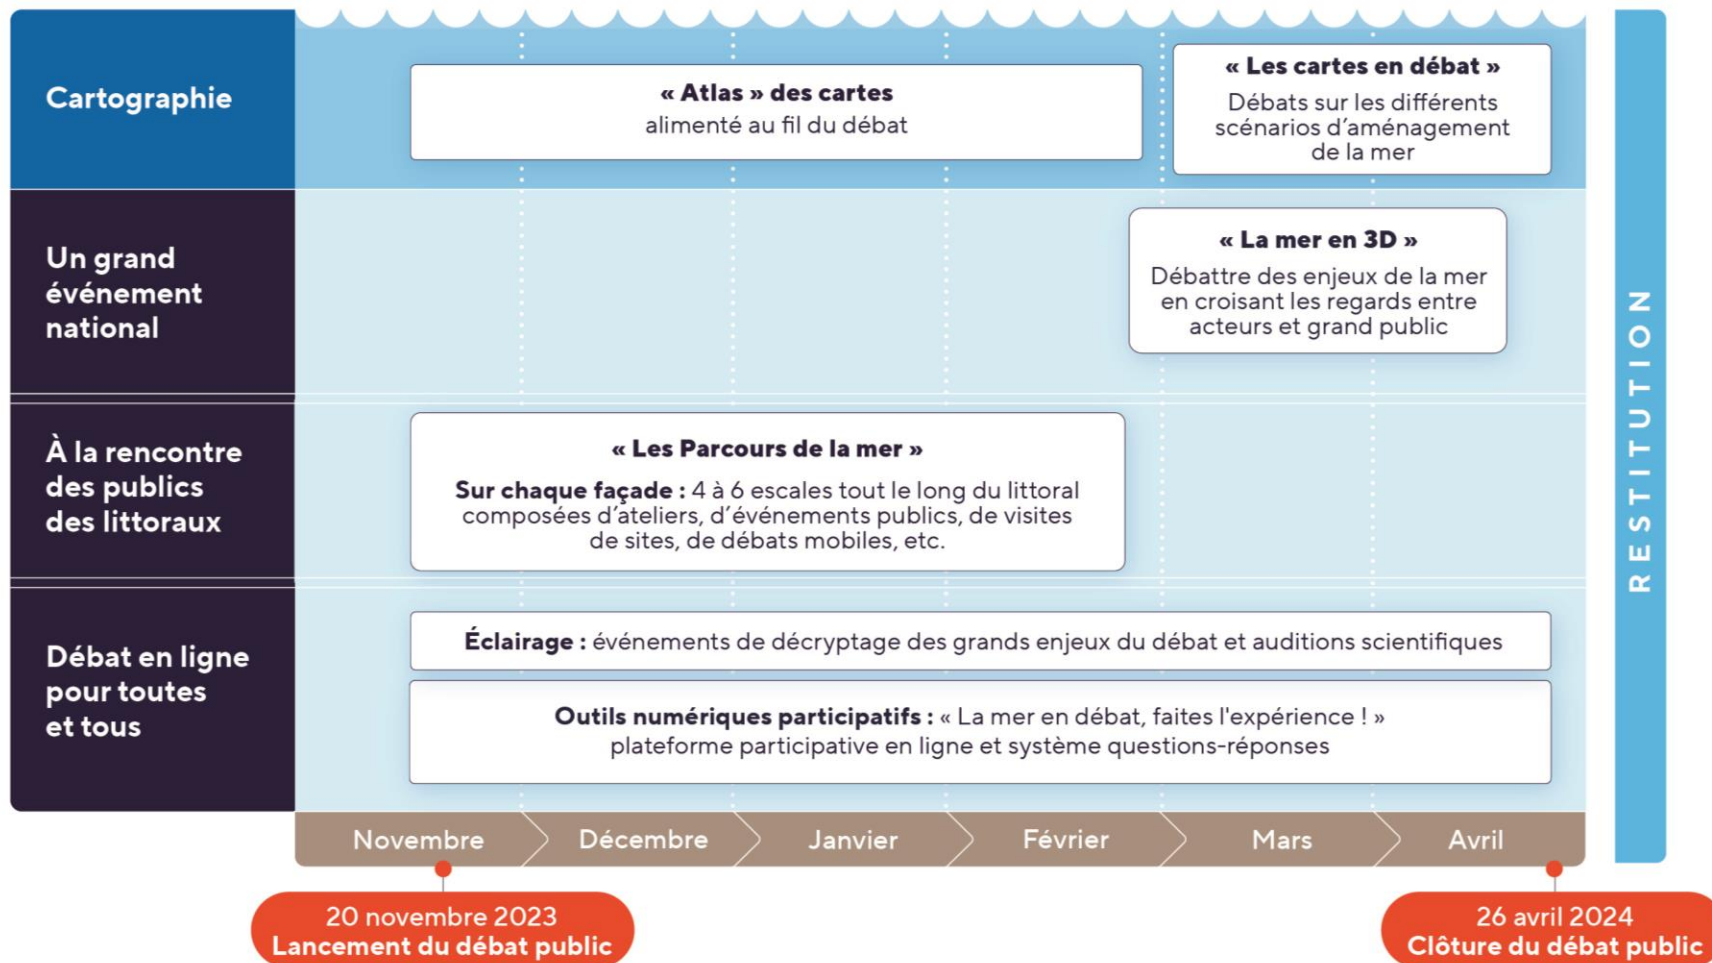 Cartographie
« Atlas » des cartes
alimenté au fil du débat
« Les cartes en débat »
Débats sur les différents
scénarios d’aménagement
de la mer
Un grand
événement
national
« La mer en 3D »
Débattre des enjeux de la mer
en croisant les regards entre
acteurs et grand public
À la rencontre
des publics
des littoraux
« Les Parcours de la mer »
Sur chaque façade : 4 à 6 escales tout le long du littoral
composées d’ateliers, d’événements publics, de visites
de sites, de débats mobiles, etc.
Débat en ligne
pour toutes
et tous
Éclairage : événements de décryptage des grands enjeux du débat et auditions scientifiques
Outils numériques participatifs : « La mer en débat, faites l'expérience ! »
plateforme participative en ligne et système questions-réponses
RESTITUTION
Novembre
Décembre
Janvier
Février
Mars
Avril
20 novembre 2023
Lancement du débat public
26 avril 2024
Clôture du débat public